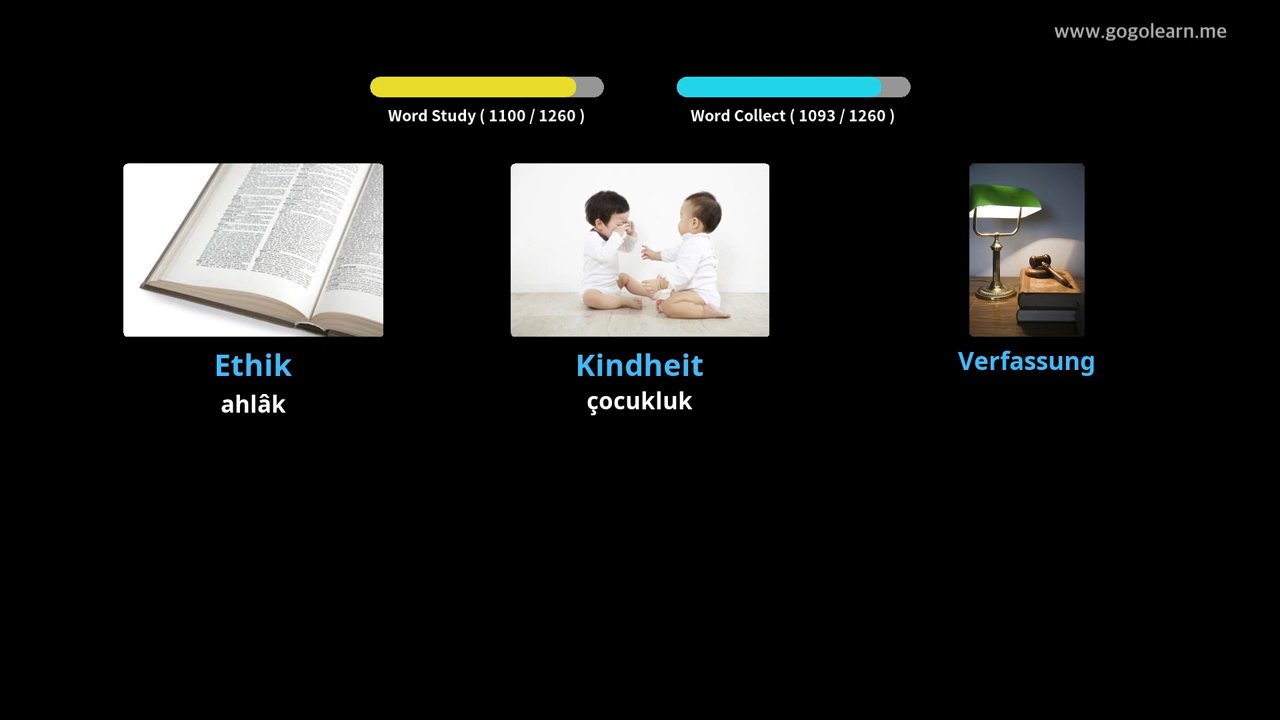 www.gogolearn.me
Word Study ( 1100 / 1260 )
Word Collect ( 1093 / 1260 )
Ethik
ahlâk
Kindheit
çocukluk
Verfassung